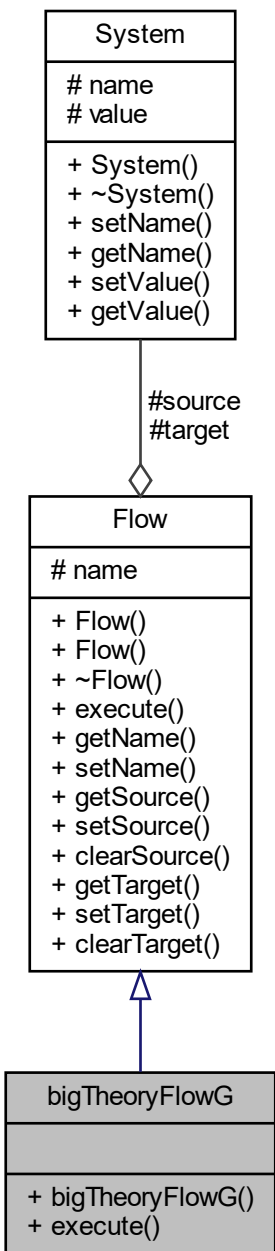 System
# name
# value
+ System()
+ ~System()
+ setName()
+ getName()
+ setValue()
+ getValue()
#source
#target
Flow
# name
+ Flow()
+ Flow()
+ ~Flow()
+ execute()
+ getName()
+ setName()
+ getSource()
+ setSource()
+ clearSource()
+ getTarget()
+ setTarget()
+ clearTarget()
bigTheoryFlowG
+ bigTheoryFlowG()
+ execute()